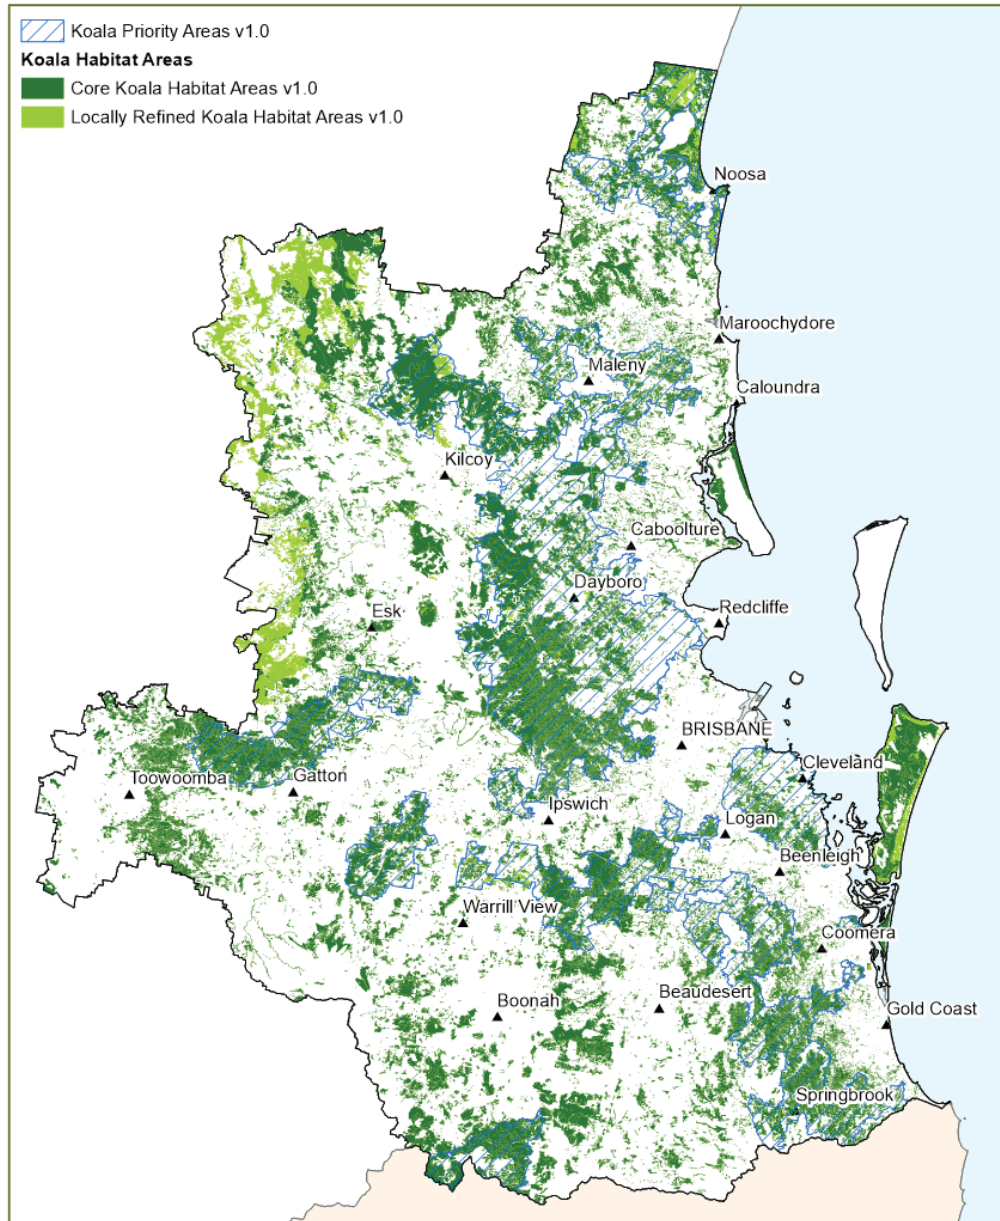 Koala Priority Areas v1.0
Koala Habitat Areas
Core Koala Habitat Areas v1.0
Locally Refined Koala Habitat Areas v1.0
Noosa
Maroochydore
Maleny
Caloundra
Kilcoy
Caboolture
Dayboro
Redcliffe
Esk
BRISBANE
Cleveland
Toowoomba
Gatton
Ipswich
Logan
Beenleigh
Warrill View
Coomera
Boonah
Beaudesert
Gold Coast
Springbrook